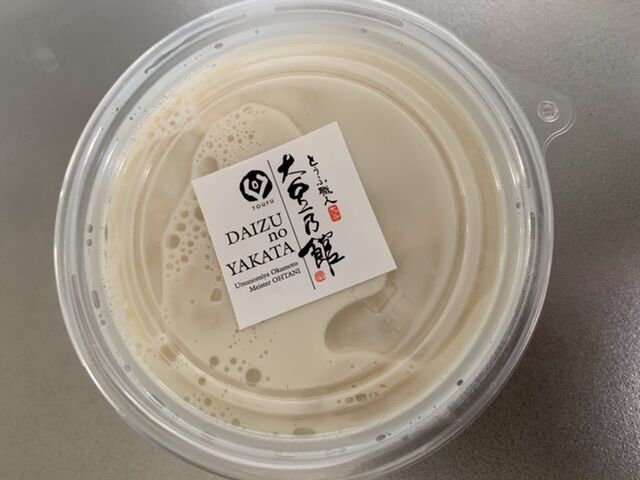 とうふ職人
大豆乃館
TOUFU
DAIZU
no
YAKATA
Utsunomiya Okamoto
Meister OHTANI